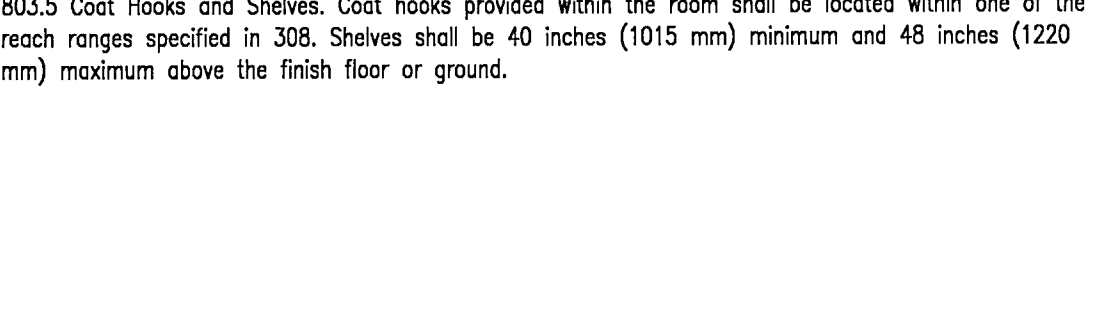 803.5 Coat Hooks and Shelves. Coat hooks provided within the room shall be located within one of the
reach ranges specified in 308. Shelves shall be 40 inches (1015 mm) minimum and 48 inches (1220
mm) maximum above the finish floor or ground.